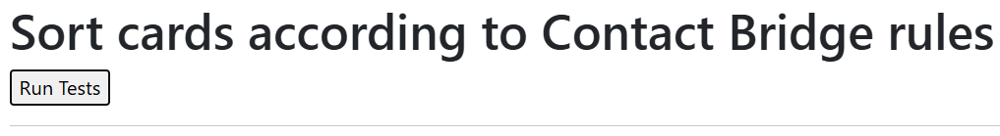 Sort cards according to Contact Bridge rules
Run Tests